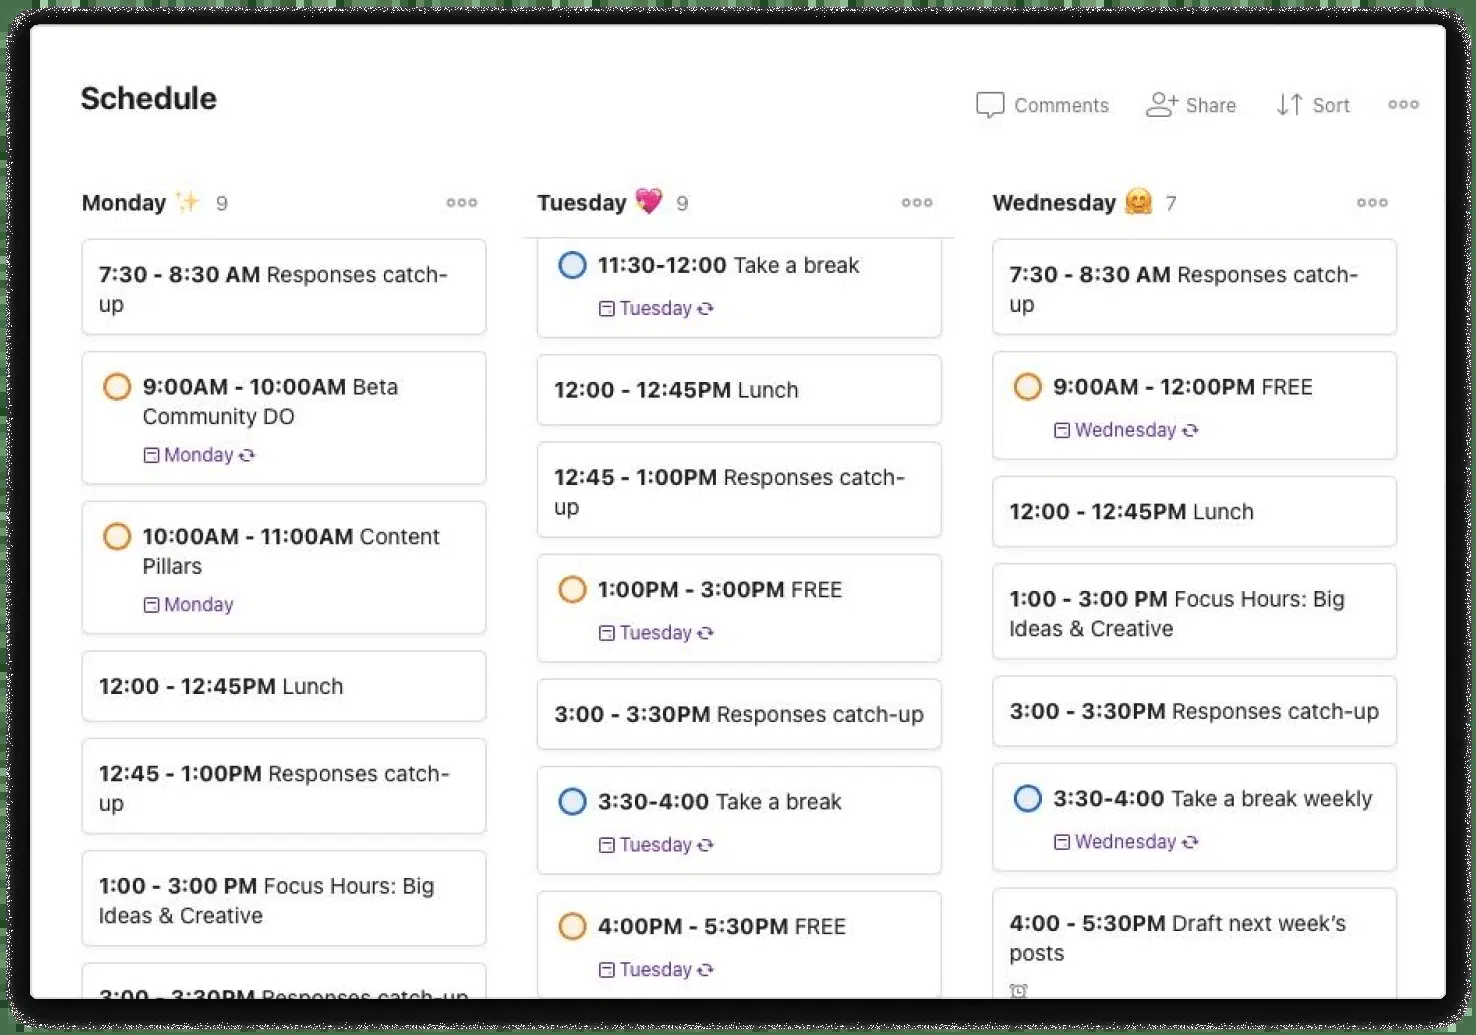 Schedule
Comments
Share
Sort
Monday ✨ 9
7:30 - 8:30 AM Responses catch-
up
9:00AM - 10:00AM Beta
Community DO
Monday
10:00AM - 11:00AM Content
Pillars
Monday
12:00 - 12:45PM Lunch
12:45 - 1:00PM Responses catch-
up
1:00 - 3:00 PM Focus Hours: Big
Ideas & Creative
3:00 - 3:30PM Responses catch-up
Tuesday 💖 9
11:30-12:00 Take a break
Tuesday
12:00 - 12:45PM Lunch
12:45 - 1:00PM Responses catch-
up
1:00PM - 3:00PM FREE
Tuesday
3:00 - 3:30PM Responses catch-up
3:30-4:00 Take a break
Tuesday
4:00PM - 5:30PM FREE
Tuesday
Wednesday 🤗 7
7:30 - 8:30 AM Responses catch-
up
9:00AM - 12:00PM FREE
Wednesday
12:00 - 12:45PM Lunch
1:00 - 3:00 PM Focus Hours: Big
Ideas & Creative
3:00 - 3:30PM Responses catch-up
3:30-4:00 Take a break weekly
Wednesday
4:00 - 5:30PM Draft next week’s
posts